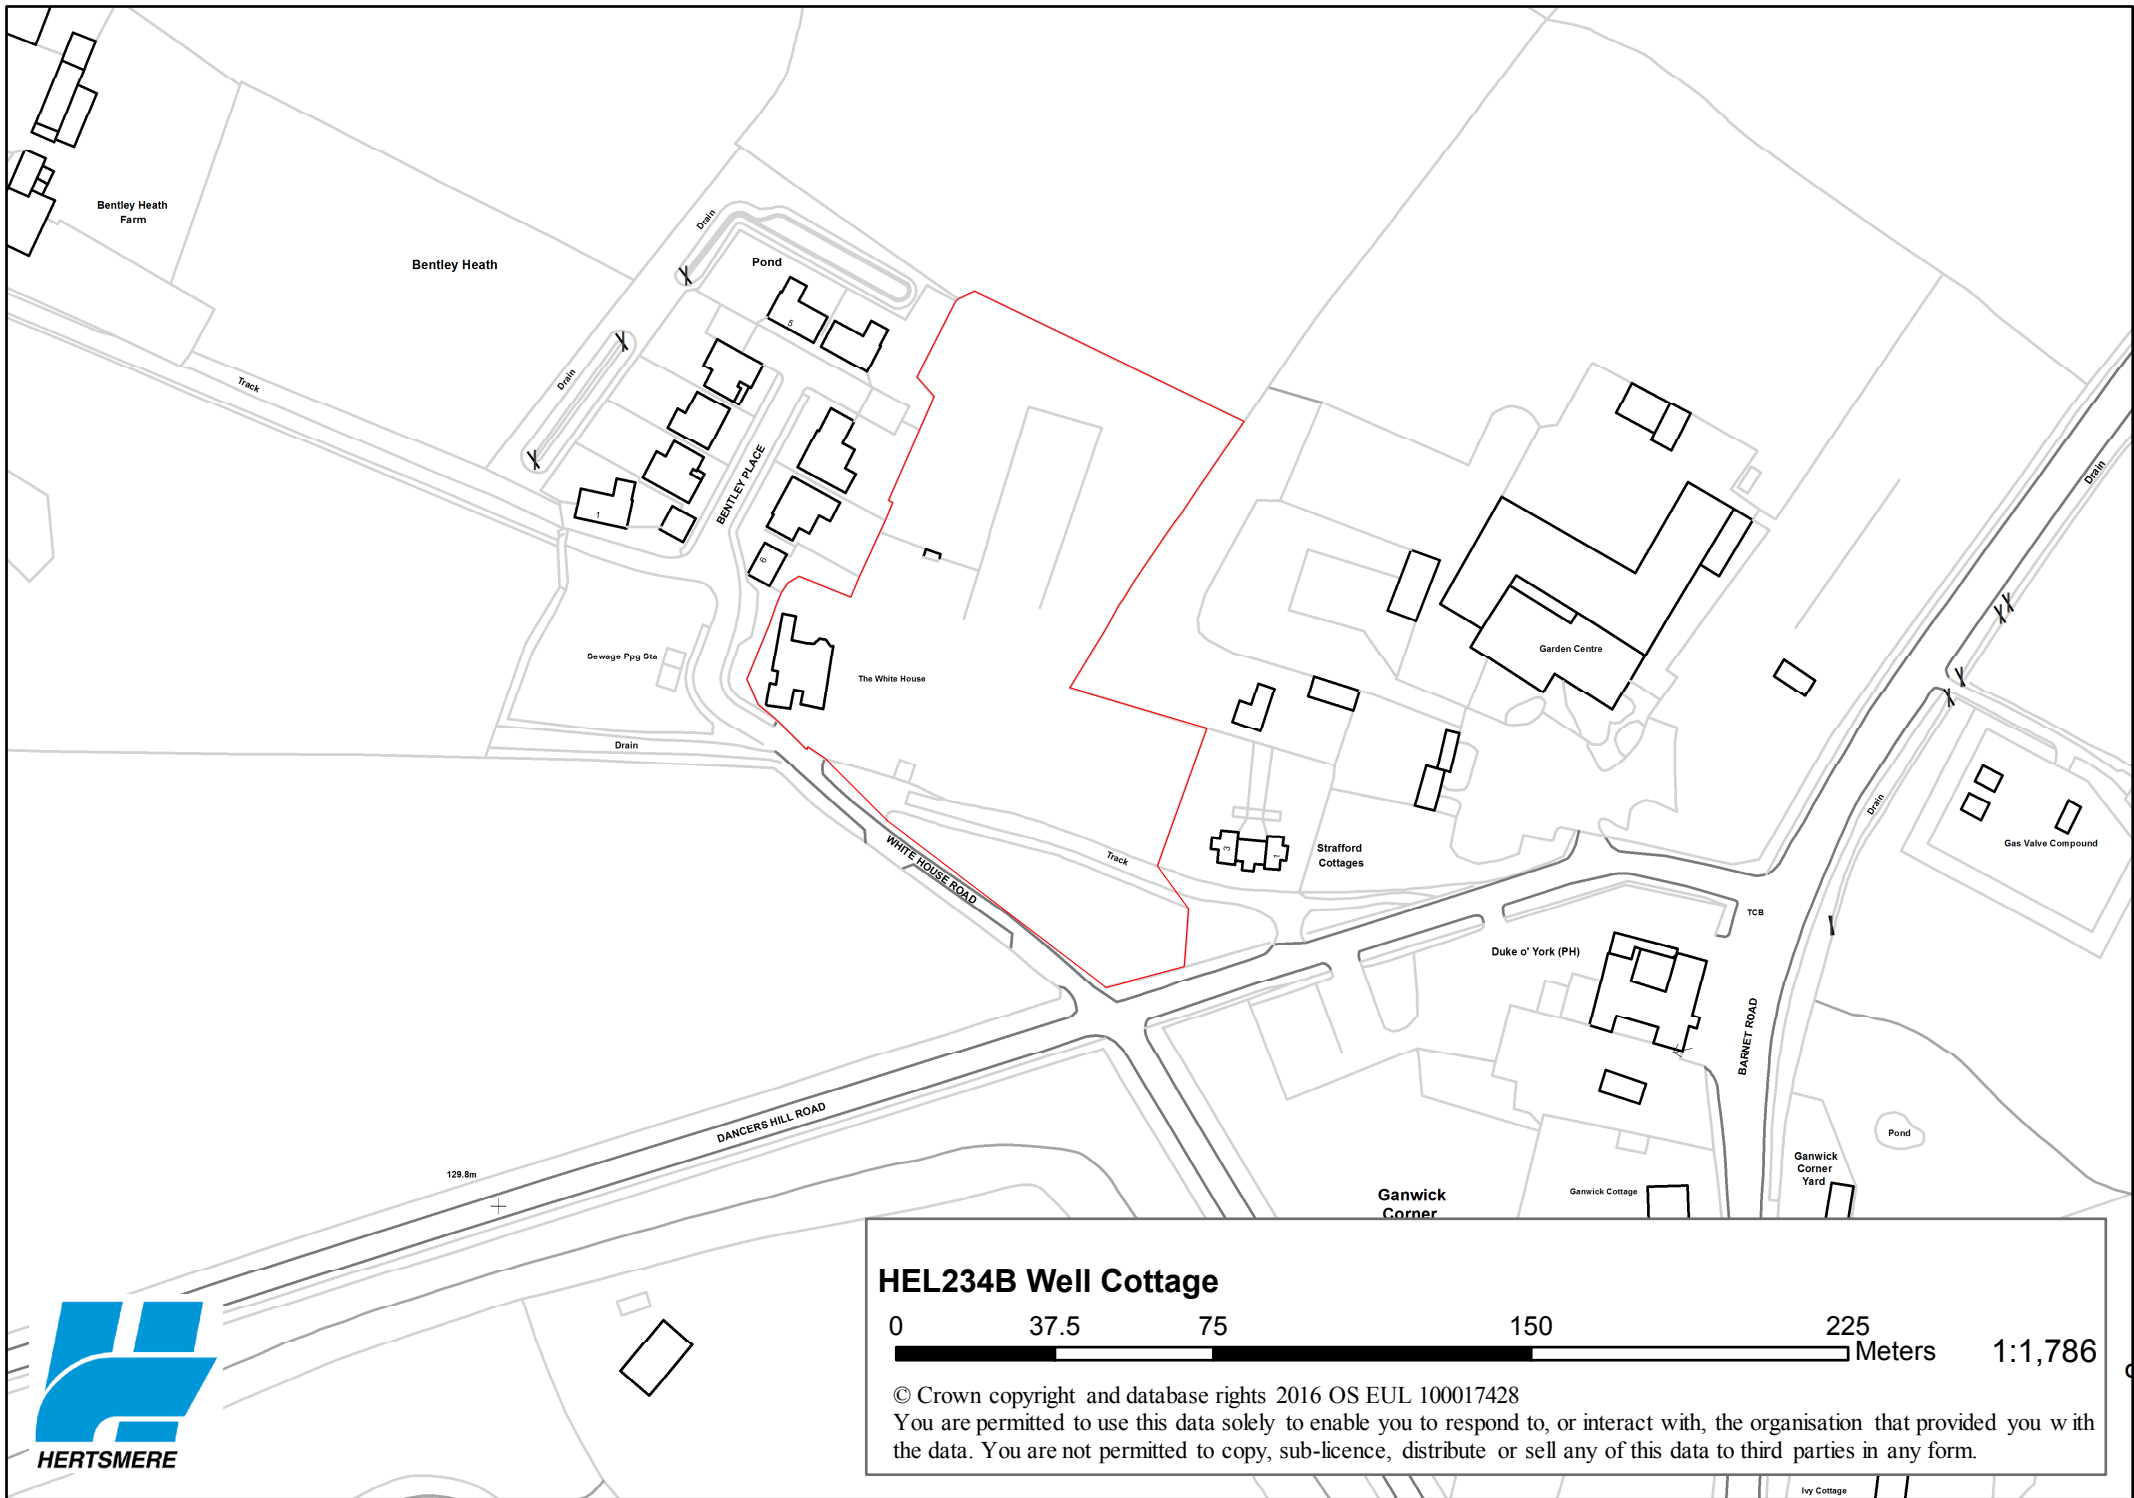 Bentley Heath
Farm
Bentley Heath
Drain
Pond
5
Track
Drain
1
BENTLEY PLACE
6
Sewage Ppg Sta
The White House
Drain
WHITE HOUSE ROAD
Track
3
1
Strafford
Cottages
Garden Centre
Drain
Drain
Gas Valve Compound
TCB
Duke o' York (PH)
BARNET ROAD
DANCERS HILL ROAD
129.8m
Pond
Ganwick
Corner
Yard
Ganwick Cottage
Ganwick
Corner
HEL234B Well Cottage
0 37.5 75 150 225
Meters 1:1,786
© Crown copyright and database rights 2016 OS EUL 100017428
You are permitted to use this data solely to enable you to respond to, or interact with, the organisation that provided you with
the data. You are not permitted to copy, sub-licence, distribute or sell any of this data to third parties in any form.
HERTSMERE
Ivy Cottage